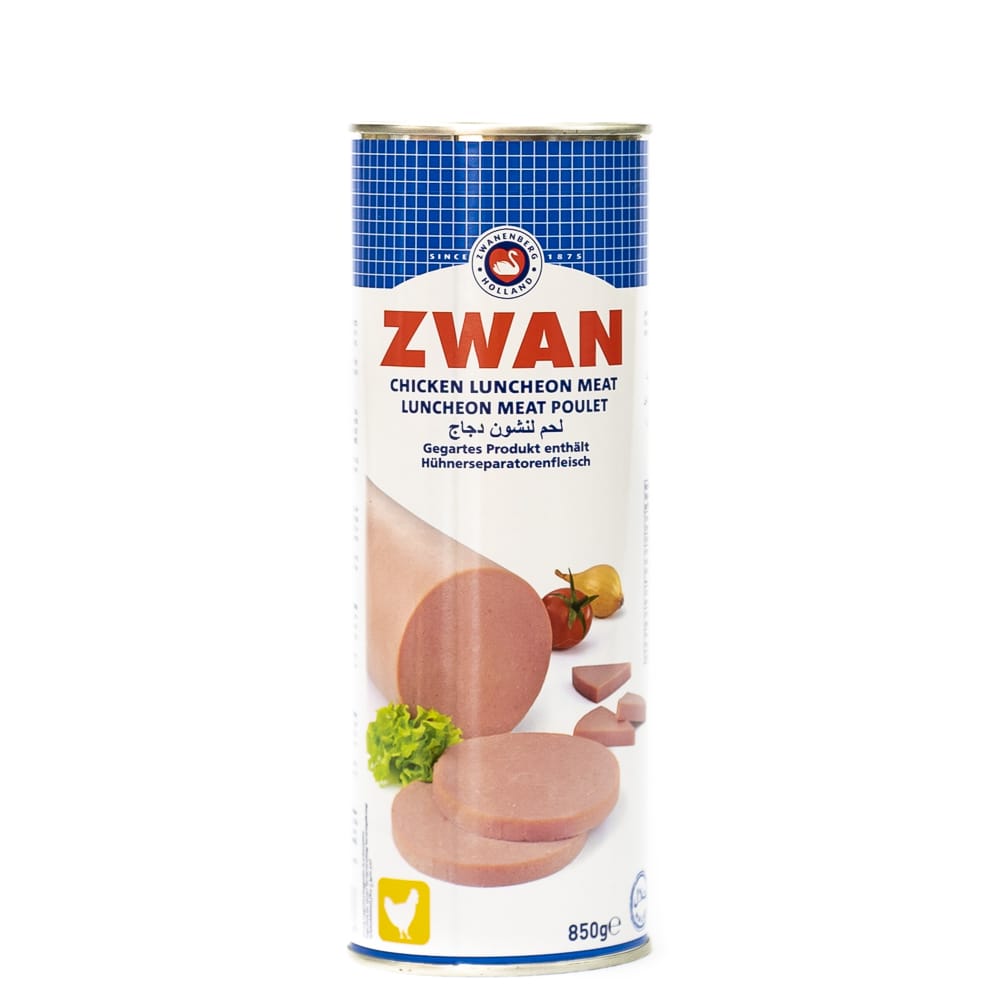 SINCE 1875
ZWANENBERG
HOLLAND
ZWAN
CHICKEN LUNCHEON MEAT
LUNCHEON MEAT POULET
لحم لنشون دجاج
Gegartes Produkt enthält
Hühnerseparatorenfleisch
850g℮